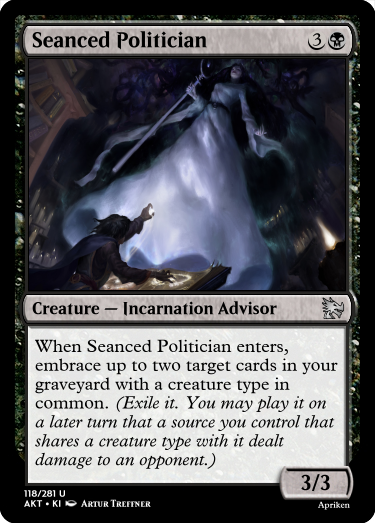 Seanced Politician 3
Creature — Incarnation Advisor
When Seanced Politician enters,
embrace up to two target cards in your
graveyard with a creature type in
common. (Exile it. You may play it on
a later turn that a source you control that
shares a creature type with it dealt
damage to an opponent.)
3/3
118/281 U
AKT • KI Artur Treffner
Apriken